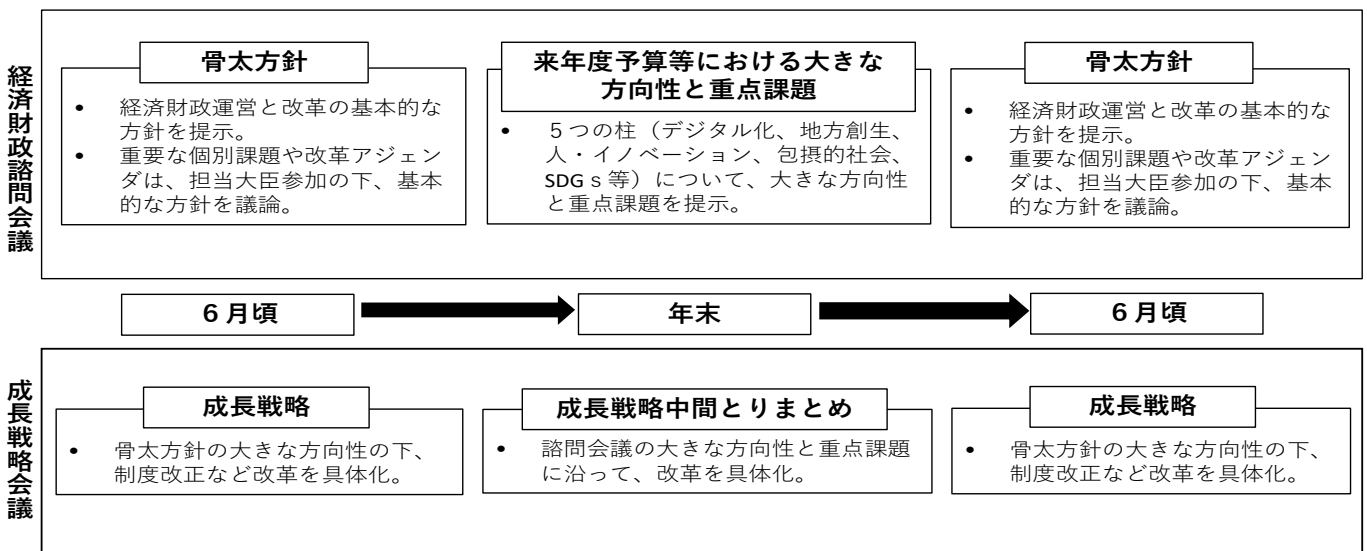 経済財政諮問会議
骨太方針
• 経済財政運営と改革の基本的な
方針を提示。
• 重要な個別課題や改革アジェン
ダは、担当大臣参加の下、基本
的な方針を議論。
来年度予算等における大きな
方向性と重点課題
• ５つの柱（デジタル化、地方創生、
人・イノベーション、包摂的社会、
SDGｓ等）について、大きな方向性
と重点課題を提示。
骨太方針
• 経済財政運営と改革の基本的な
方針を提示。
• 重要な個別課題や改革アジェン
ダは、担当大臣参加の下、基本
的な方針を議論。
６月頃
年末
６月頃
成長戦略会議
成長戦略
• 骨太方針の大きな方向性の下、
制度改正など改革を具体化。
成長戦略中間とりまとめ
• 諮問会議の大きな方向性と重点課題
に沿って、改革を具体化。
成長戦略
• 骨太方針の大きな方向性の下、
制度改正など改革を具体化。